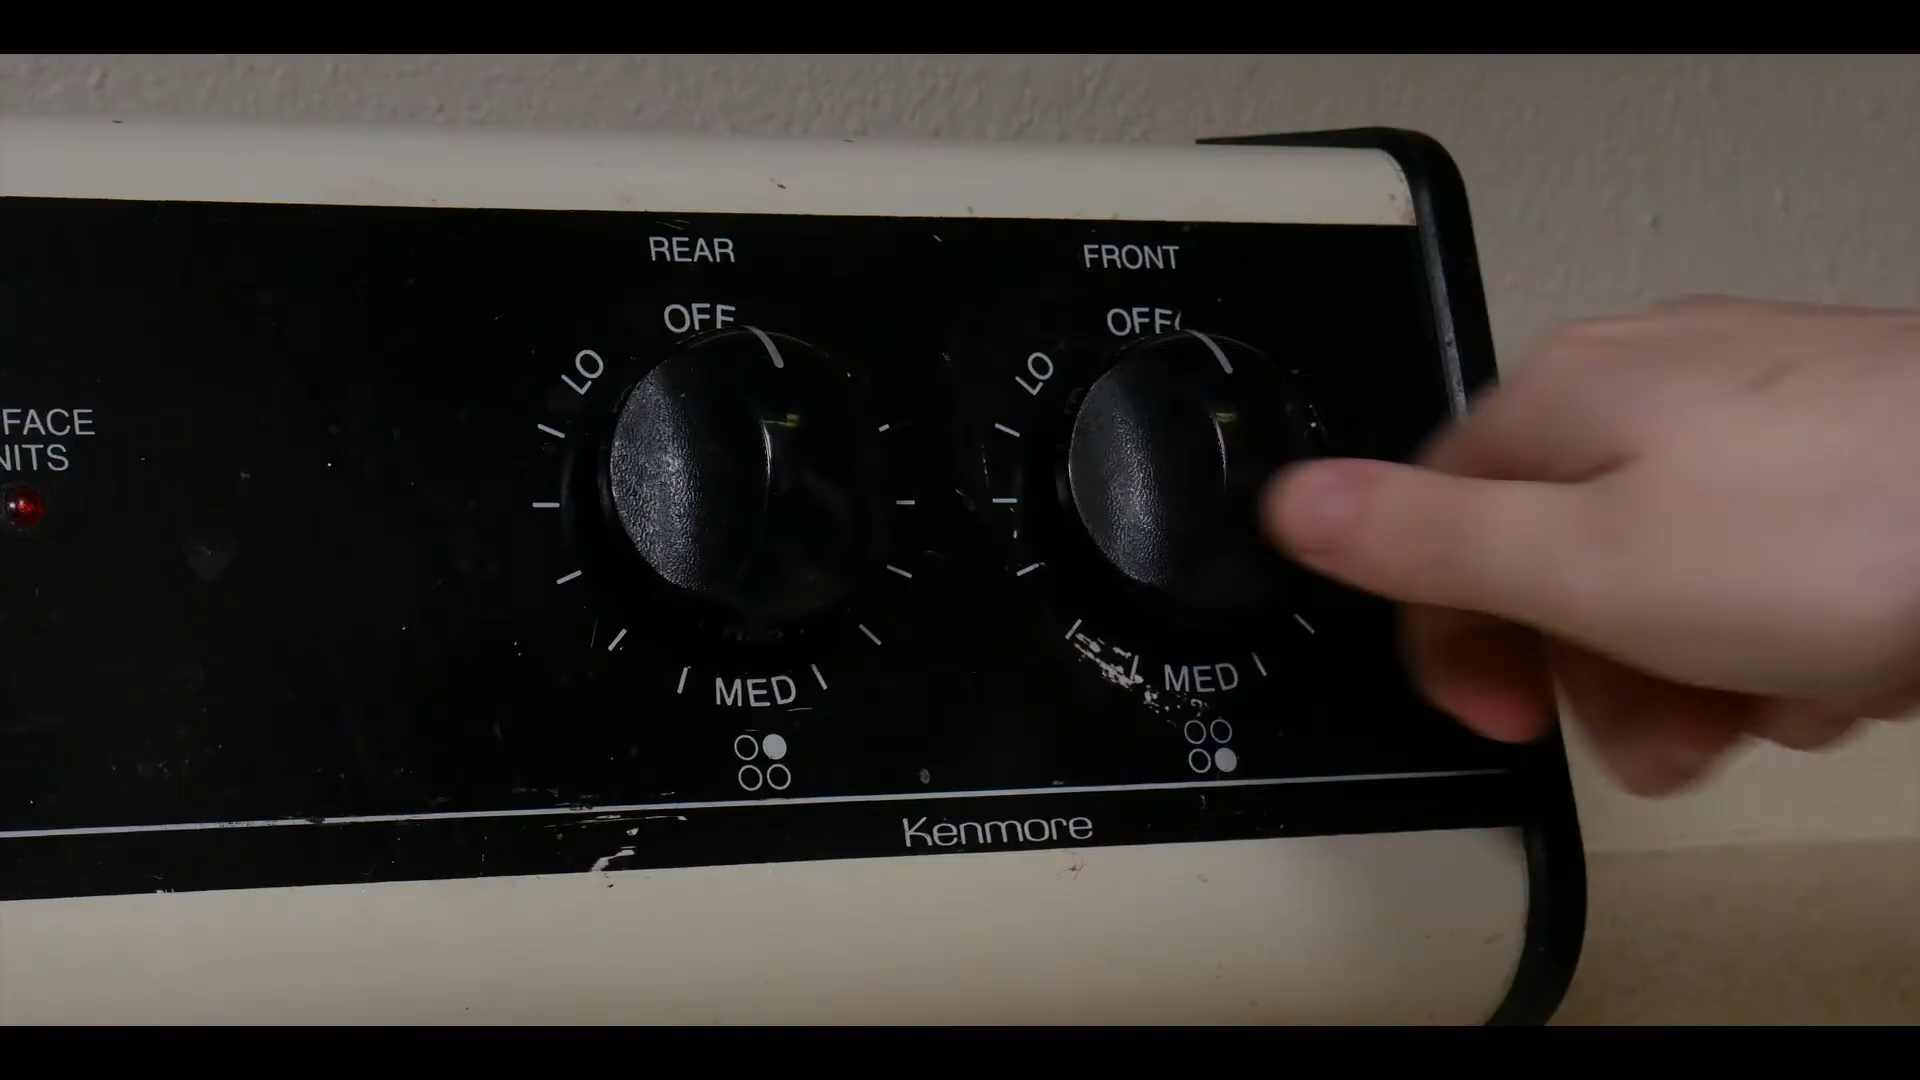 REAR
FRONT
OFF
OFF
LO
LO
FACE
NITS
MED
MED
Kenmore